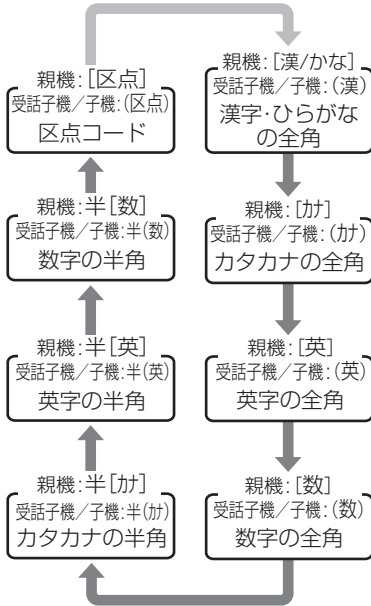 親機:[漢/かな]
受話子機/子機:(漢)
漢字・ひらがな
の全角
親機:[カナ]
受話子機/子機:(カナ)
カタカナの全角
親機:[英]
受話子機/子機:(英)
英字の全角
親機:[数]
受話子機/子機:(数)
数字の全角
親機:半[カナ]
受話子機/子機:半(カナ)
カタカナの半角
親機:半[英]
受話子機/子機:半(英)
英字の半角
親機:半[数]
受話子機/子機:半(数)
数字の半角
親機:[区点]
受話子機/子機:(区点)
区点コード